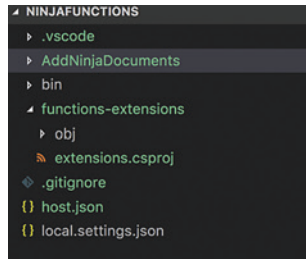 NINJAFUNCTIONS
.vscode
AddNinjaDocuments
bin
functions-extensions
obj
extensions.csproj
.gitignore
{} host.json
{} local.settings.json